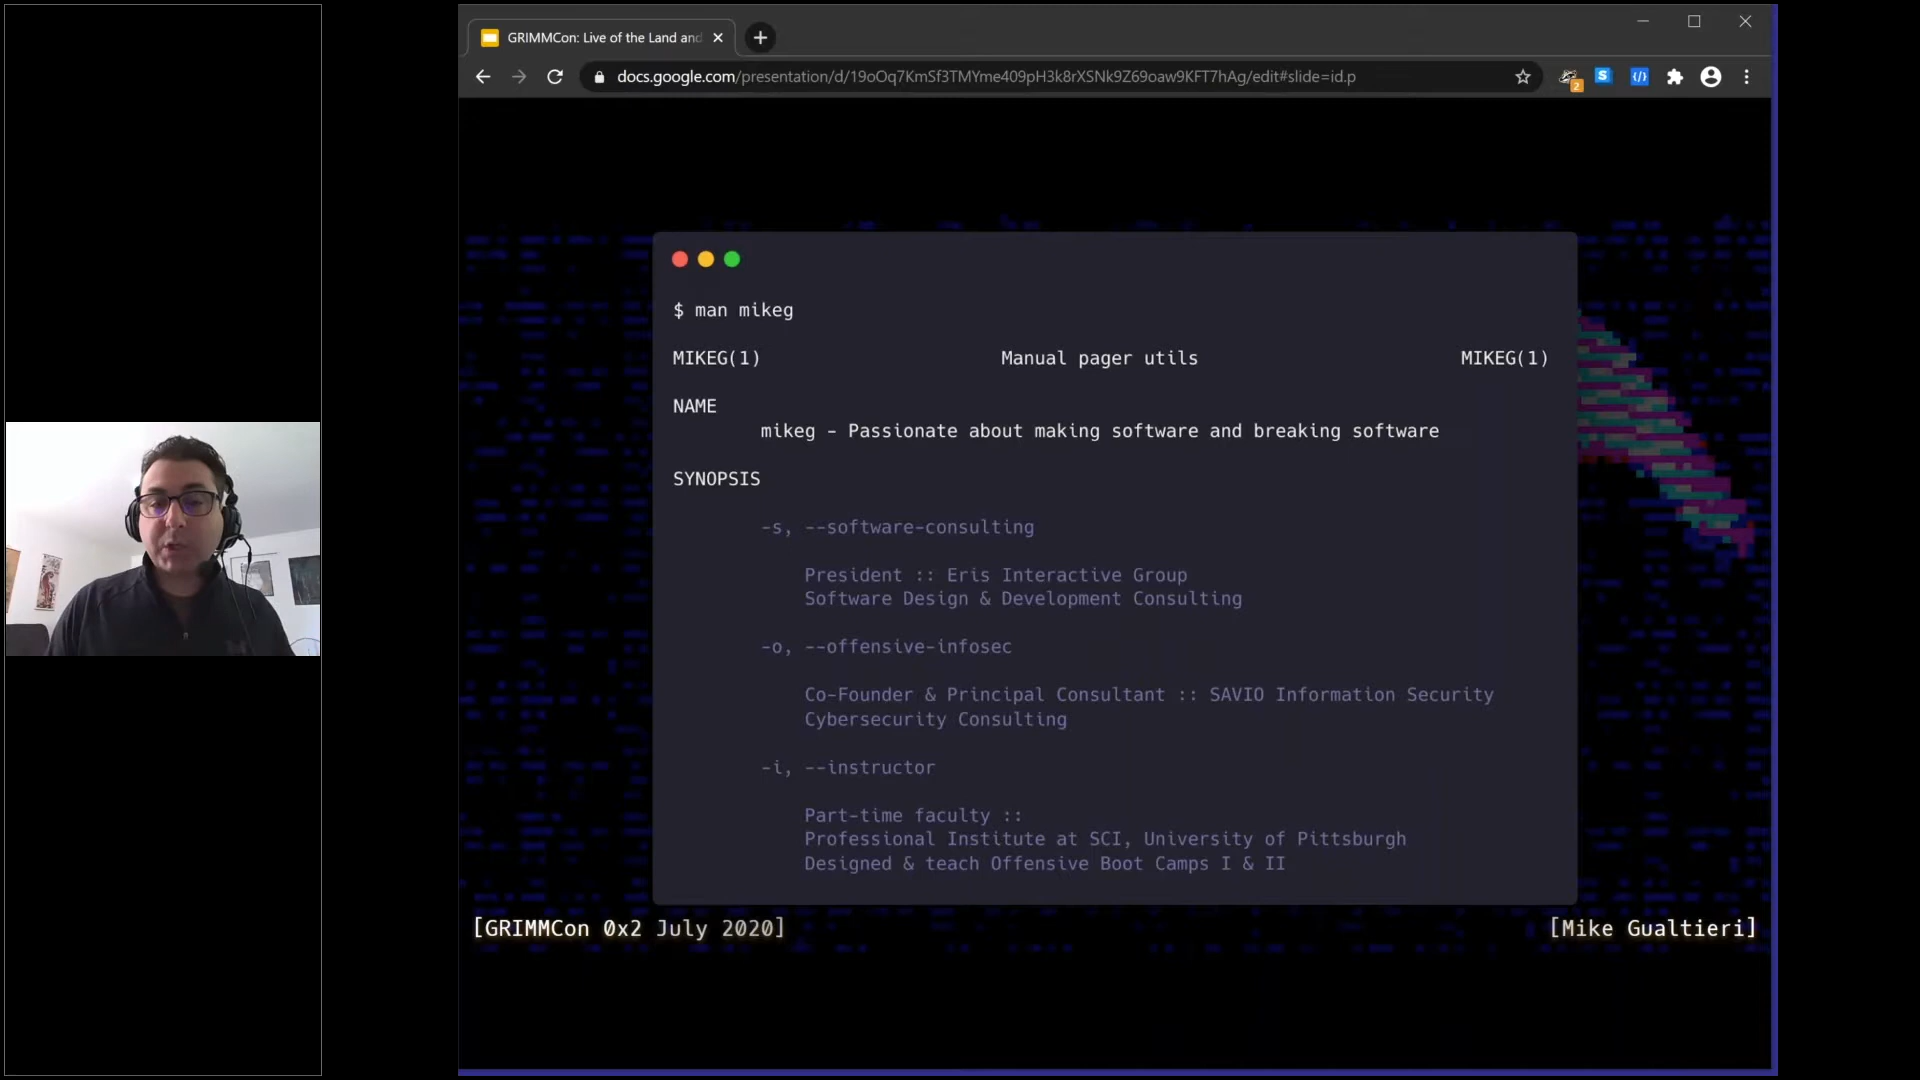 GRIMMCon: Live of the Land and
docs.google.com/presentation/d/19oOq7KmSf3TMYme409pH3k8rXSNk9Z69oaw9KFT7hAg/edit#slide=id.p
2
S
$ man mikeg
MIKEG(1) Manual pager utils MIKEG(1)
NAME
mikeg - Passionate about making software and breaking software
SYNOPSIS
-s, --software-consulting
President :: Eris Interactive Group
Software Design & Development Consulting
-o, --offensive-infosec
Co-Founder & Principal Consultant :: SAVIO Information Security
Cybersecurity Consulting
-i, --instructor
Part-time faculty ::
Professional Institute at SCI, University of Pittsburgh
Designed & teach Offensive Boot Camps I & II
[GRIMMCon 0x2 July 2020] [Mike Gualtieri]